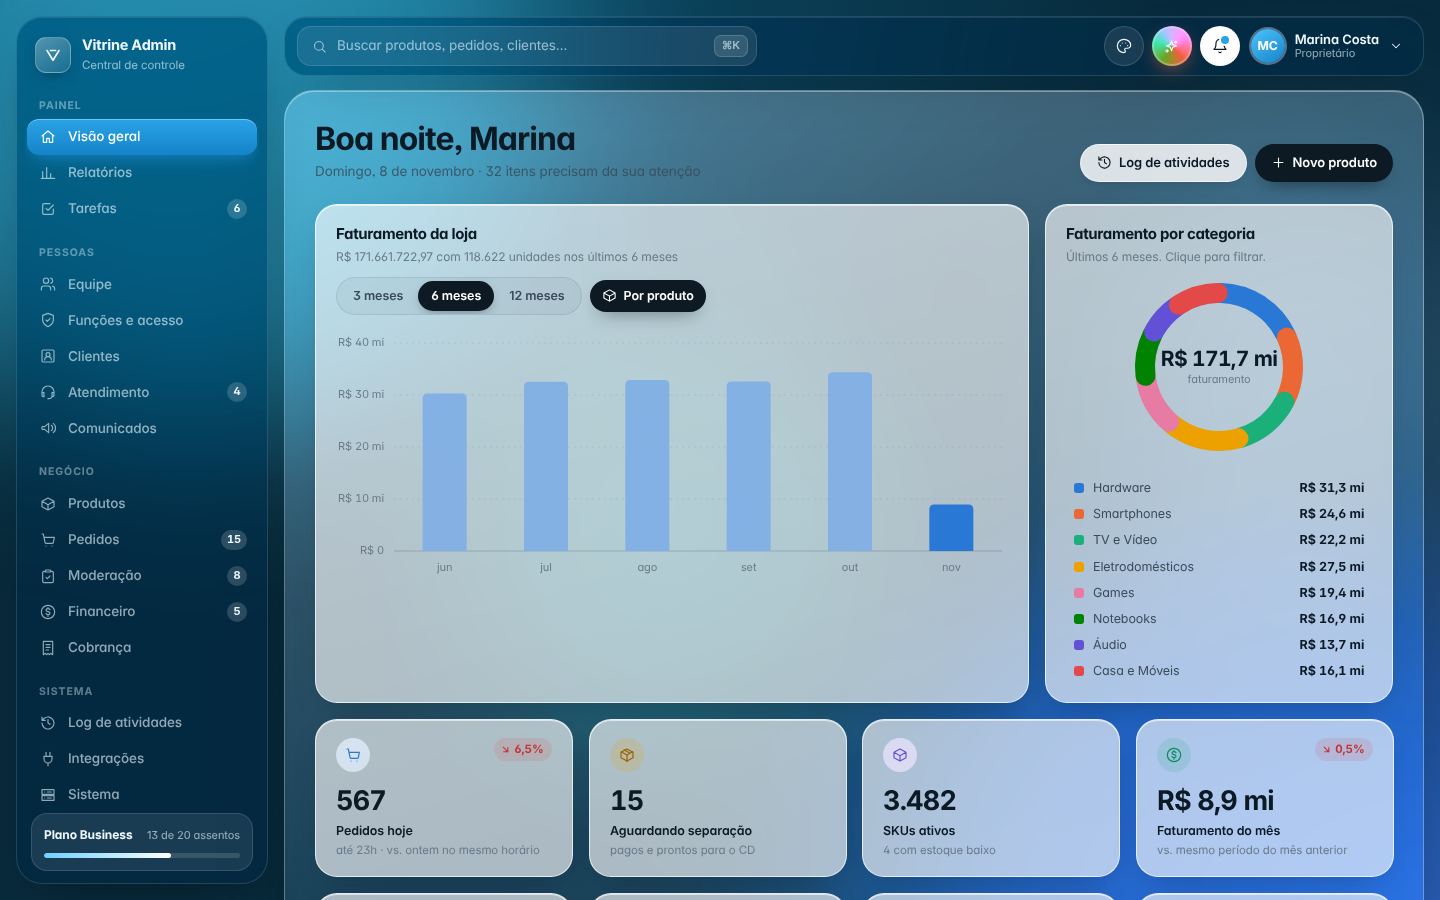 Vitrine Admin
Central de controle
PAINEL
Visão geral
Relatórios
Tarefas 6
PESSOAS
Equipe
Funções e acesso
Clientes
Atendimento 4
Comunicados
NEGÓCIO
Produtos
Pedidos 15
Moderação 8
Financeiro 5
Cobrança
SISTEMA
Log de atividades
Integrações
Sistema
Plano Business 13 de 20 assentos
Buscar produtos, pedidos, clientes... ⌘K
MC Marina Costa
Proprietário
Boa noite, Marina
Domingo, 8 de novembro · 32 itens precisam da sua atenção
Log de atividades
Novo produto
Faturamento da loja
R$ 171.661.722,97 com 118.622 unidades nos últimos 6 meses
3 meses 6 meses 12 meses Por produto
R$ 40 mi
R$ 30 mi
R$ 20 mi
R$ 10 mi
R$ 0
jun jul ago set out nov
Faturamento por categoria
Últimos 6 meses. Clique para filtrar.
R$ 171,7 mi
faturamento
Hardware R$ 31,3 mi
Smartphones R$ 24,6 mi
TV e Vídeo R$ 22,2 mi
Eletrodomésticos R$ 27,5 mi
Games R$ 19,4 mi
Notebooks R$ 16,9 mi
Áudio R$ 13,7 mi
Casa e Móveis R$ 16,1 mi
6,5%
567
Pedidos hoje
até 23h · vs. ontem no mesmo horário
15
Aguardando separação
pagos e prontos para o CD
3.482
SKUs ativos
4 com estoque baixo
0,5%
R$ 8,9 mi
Faturamento do mês
vs. mesmo período do mês anterior